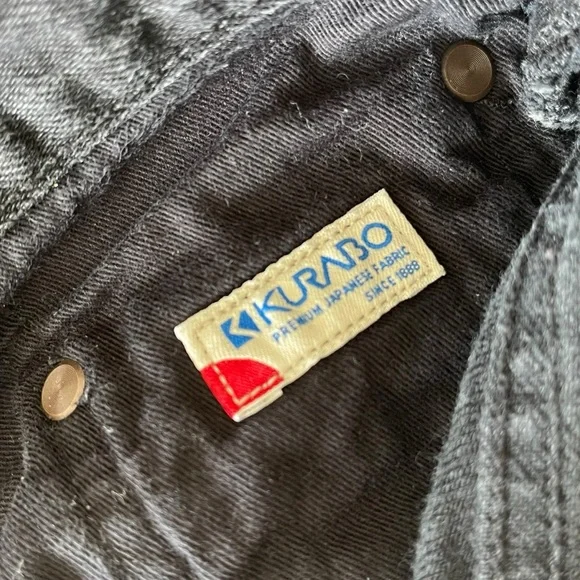 KURABO
PREMIUM JAPANESE FABRIC
SINCE 1888